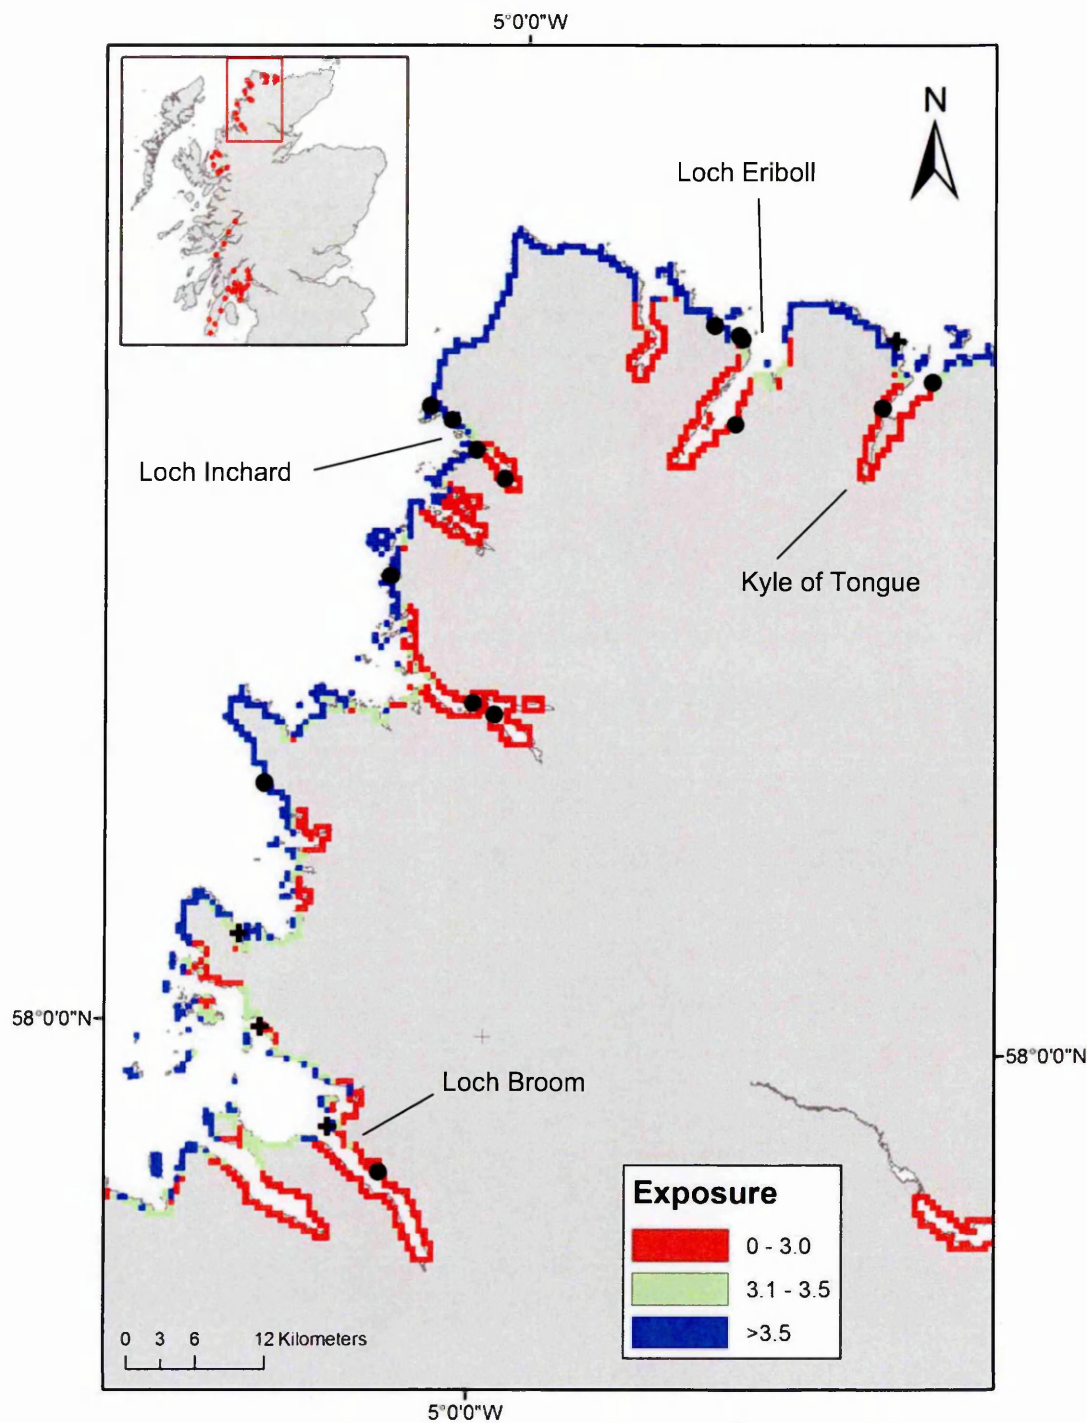 5°0'0"W
N
Loch Eriboll
Loch Inchard
Kyle of Tongue
58°0'0"N
58°0'0"N
Loch Broom
Exposure
0 - 3.0
3.1 - 3.5
>3.5
0 3 6 12 Kilometers
5°0'0"W